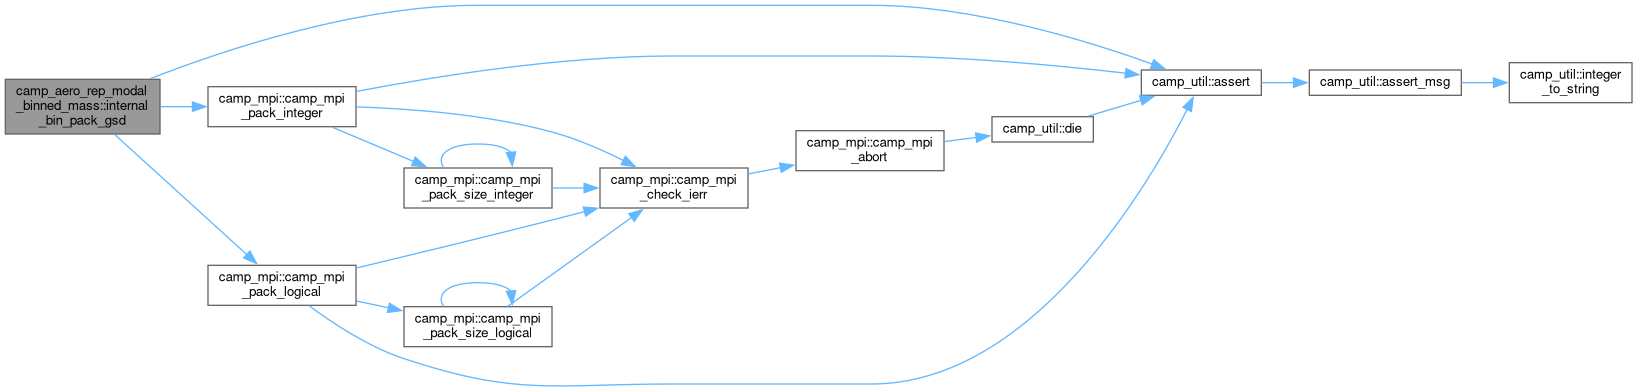 camp_aero_rep_modal
_binned_mass::internal
_bin_pack_gsd
camp_mpi::camp_mpi
_pack_integer
camp_mpi::camp_mpi
_pack_size_integer
camp_mpi::camp_mpi
_pack_logical
camp_mpi::camp_mpi
_pack_size_logical
camp_mpi::camp_mpi
_check_ierr
camp_mpi::camp_mpi
_abort
camp_util::die
camp_util::assert
camp_util::assert_msg
camp_util::integer
_to_string